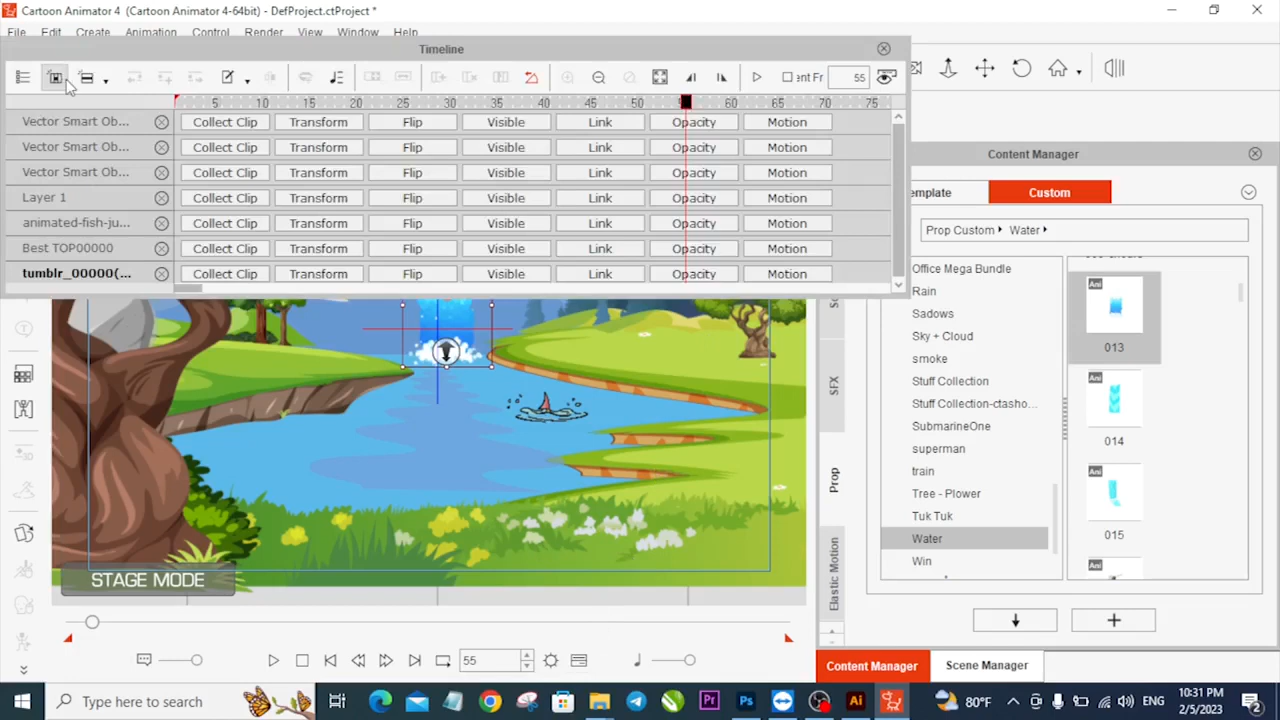 Cartoon Animator 4 (Cartoon Animator 4-64bit) - DefProject.ctProject *
File Edit Create Animation Control Render View Window Help
Timeline
ent Fr 55
5 10 15 20 25 30 35 40 45 50 60 65 70 75
Vector Smart Ob... Collect Clip Transform Flip Visible Link Opacity Motion
Vector Smart Ob... Collect Clip Transform Flip Visible Link Opacity Motion
Vector Smart Ob... Collect Clip Transform Flip Visible Link Opacity Motion
Layer 1 Collect Clip Transform Flip Visible Link Opacity Motion
animated-fish-ju... Collect Clip Transform Flip Visible Link Opacity Motion
Best TOP00000 Collect Clip Transform Flip Visible Link Opacity Motion
tumblr_00000(... Collect Clip Transform Flip Visible Link Opacity Motion
Content Manager
emplate Custom
Prop Custom Water
Office Mega Bundle
Rain
Sadows
Sky + Cloud
smoke
Stuff Collection
Stuff Collection-ctasho...
SubmarineOne
superman
train
Tree - Plower
Tuk Tuk
Water
Win
Ani
013
Ani
014
Ani
015
Ani
SFX
Prop
Elastic Motion
STAGE MODE
55
Content Manager Scene Manager
Type here to search
Pr Ps Ai
80°F ENG
10:31 PM
2/5/2023
2